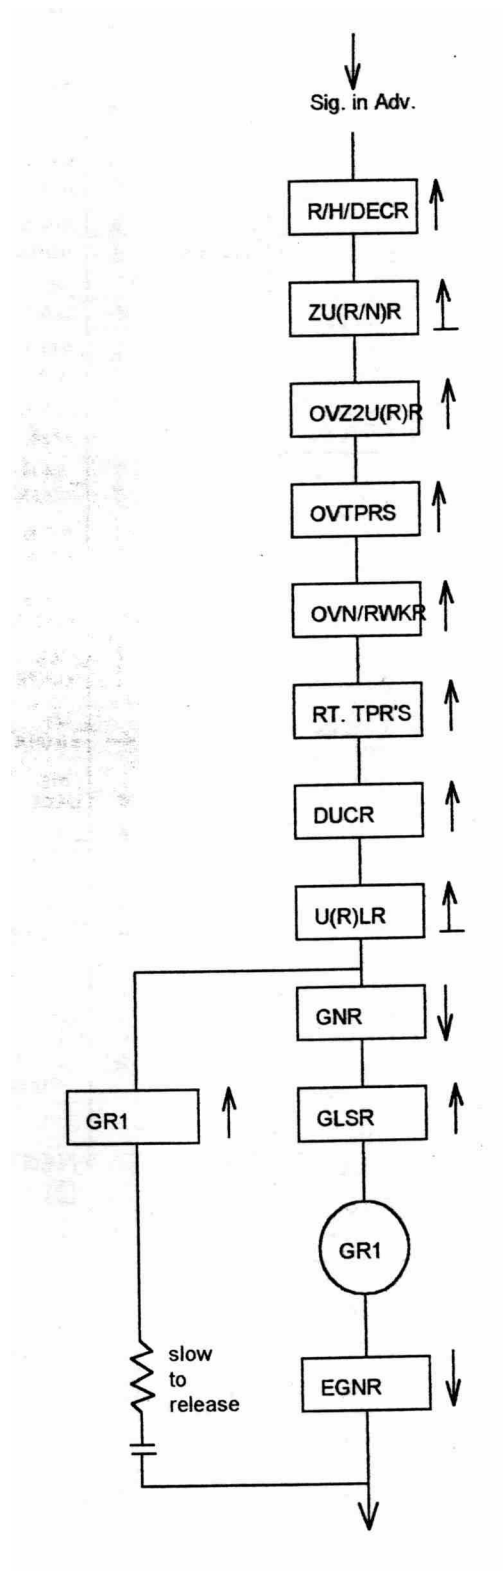 Sig. in Adv.
R/H/DECR
ZU(R/N)R
OVZ2U(R)R
OVTPRS
OVN/RWKR
RT. TPR'S
DUCR
U(R)LR
GNR
GR1
GLSR
GR1
slow
to
release
EGNR